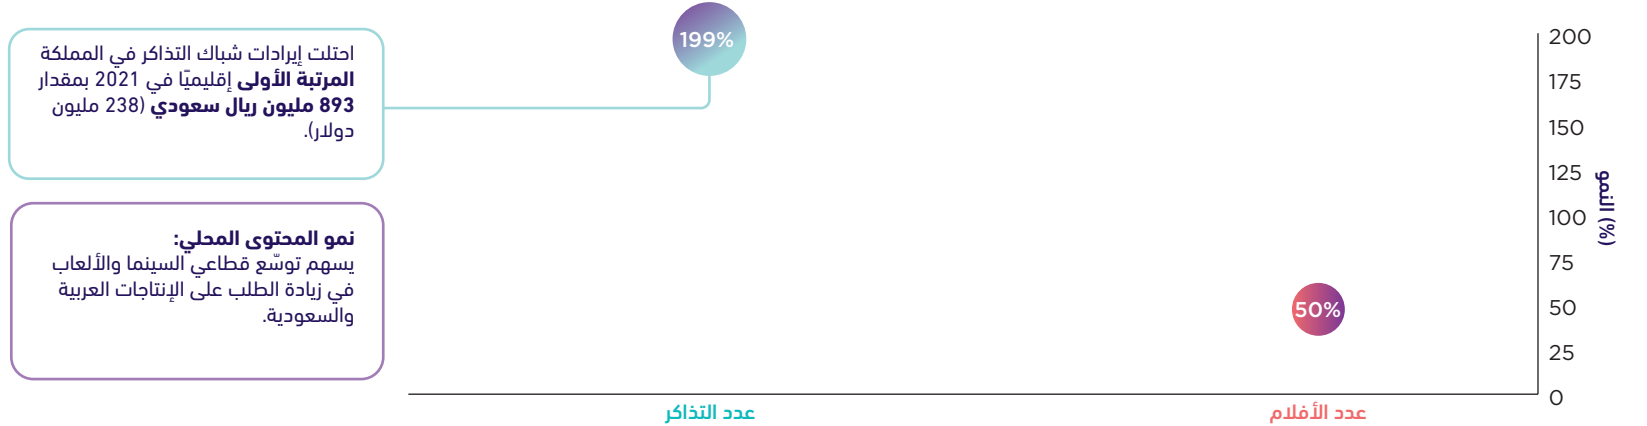 200
175
150
125
100
75
50
25
0
النمو (%)
50%
عدد الأفلام
199%
عدد التذاكر
احتلت إيرادات شباك التذاكر في المملكة
المرتبة الأولى إقليميًا في 2021 بمقدار
893 مليون ريال سعودي (238 مليون
دولار).
نمو المحتوى المحلي:
يسهم توسّع قطاعي السينما والألعاب
في زيادة الطلب على الإنتاجات العربية
والسعودية.